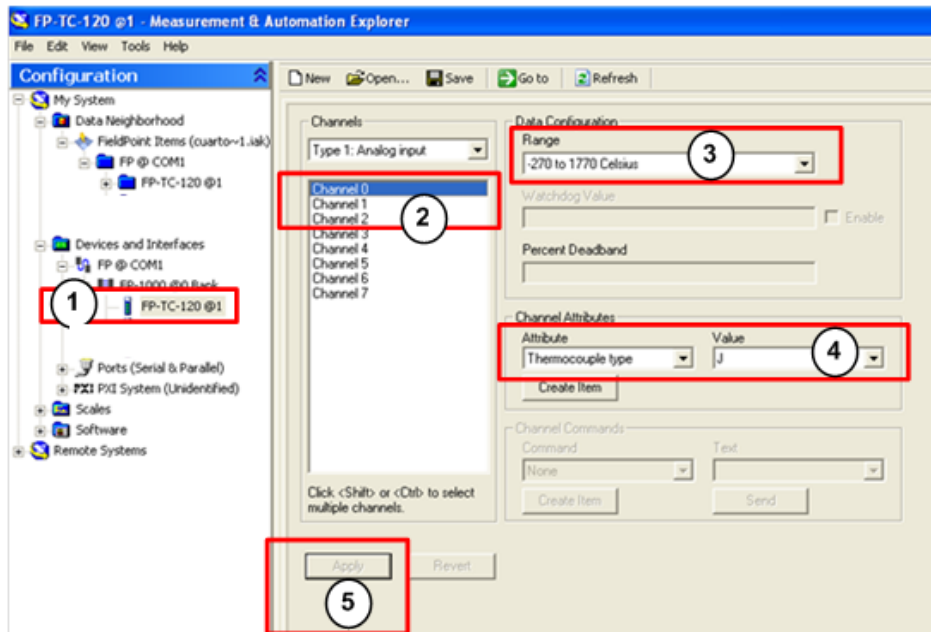 FP-TC-120 @1 - Measurement & Automation Explorer
File Edit View Tools Help
Configuration
New Open... Save Go to Refresh
My System
Data Neighborhood
FieldPoint Items (cuarto~1.iak)
FP @ COM1
FP-TC-120 @1
Devices and Interfaces
FP @ COM1
FP-1000 @0 Bank
1
FP-TC-120 @1
Ports (Serial & Parallel)
PXI PXI System (Unidentified)
Scales
Software
Remote Systems
Channels
Type 1: Analog input
Channel 0
Channel 1
Channel 2
Channel 3
Channel 4
Channel 5
Channel 6
Channel 7
2
Click <Shift> or <Ctrl> to select
multiple channels.
Data Configuration
Range
-270 to 1770 Celsius
3
Watchdog Value
Enable
Percent Deadband
Channel Attributes
Attribute Value
Thermocouple type J
4
Create Item
Channel Commands
Command Text
None
Create Item Send
Apply Revert
5